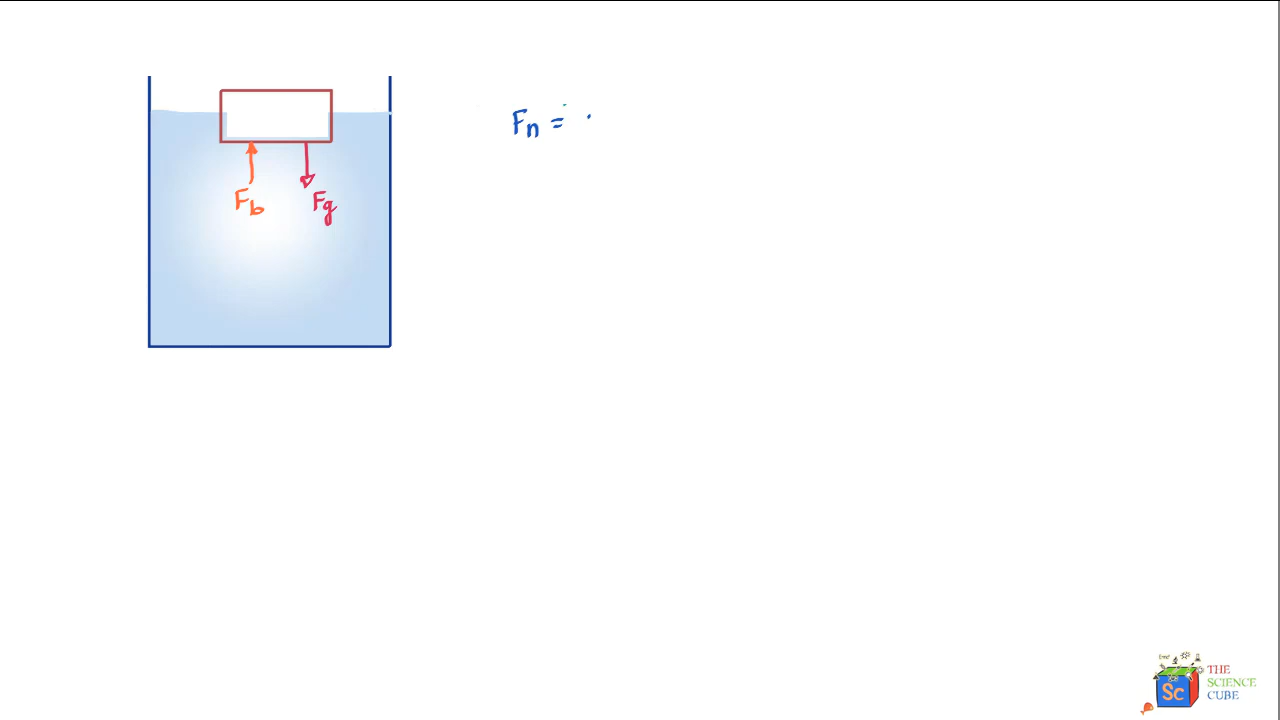 Fn =
Fb
Fg
Sc
THE
SCIENCE
CUBE